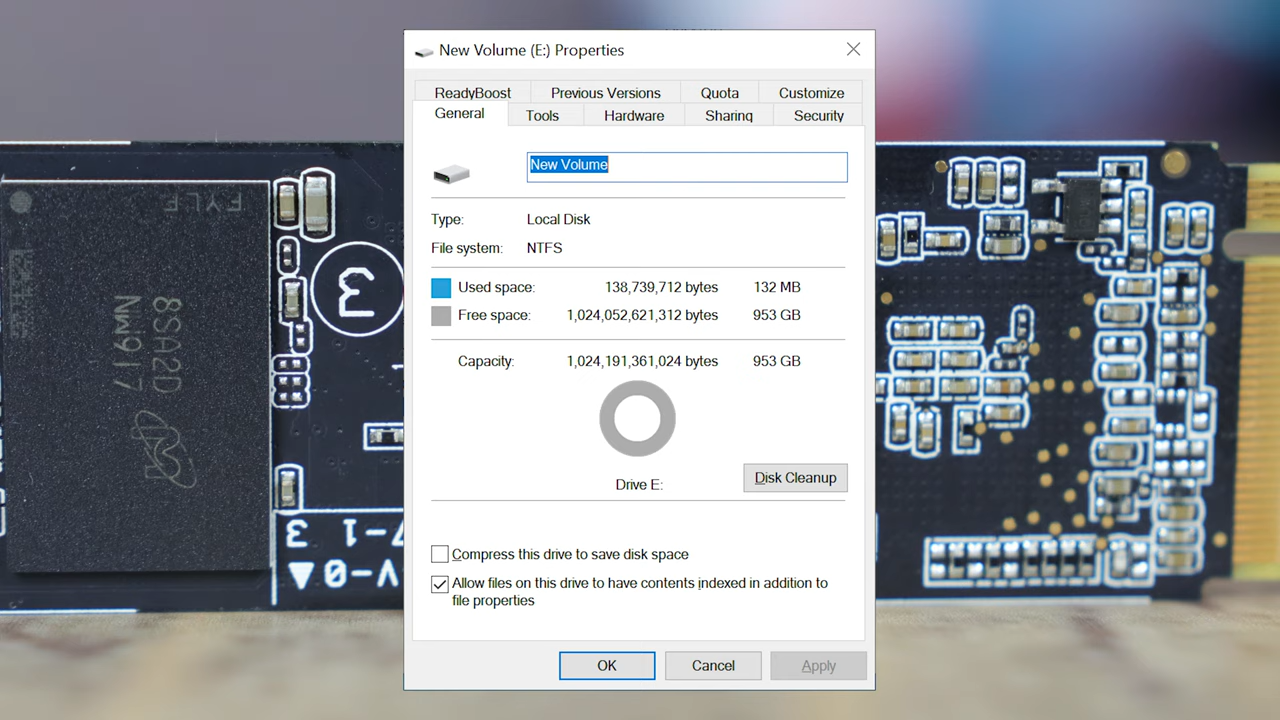 New Volume (E:) Properties
ReadyBoost Previous Versions Quota Customize
General Tools Hardware Sharing Security
New Volume
Type: Local Disk
File system: NTFS
Used space: 138,739,712 bytes 132 MB
Free space: 1,024,052,621,312 bytes 953 GB
Capacity: 1,024,191,361,024 bytes 953 GB
Drive E:
Disk Cleanup
Compress this drive to save disk space
Allow files on this drive to have contents indexed in addition to
file properties
OK Cancel Apply
8SA2D
NW917
3